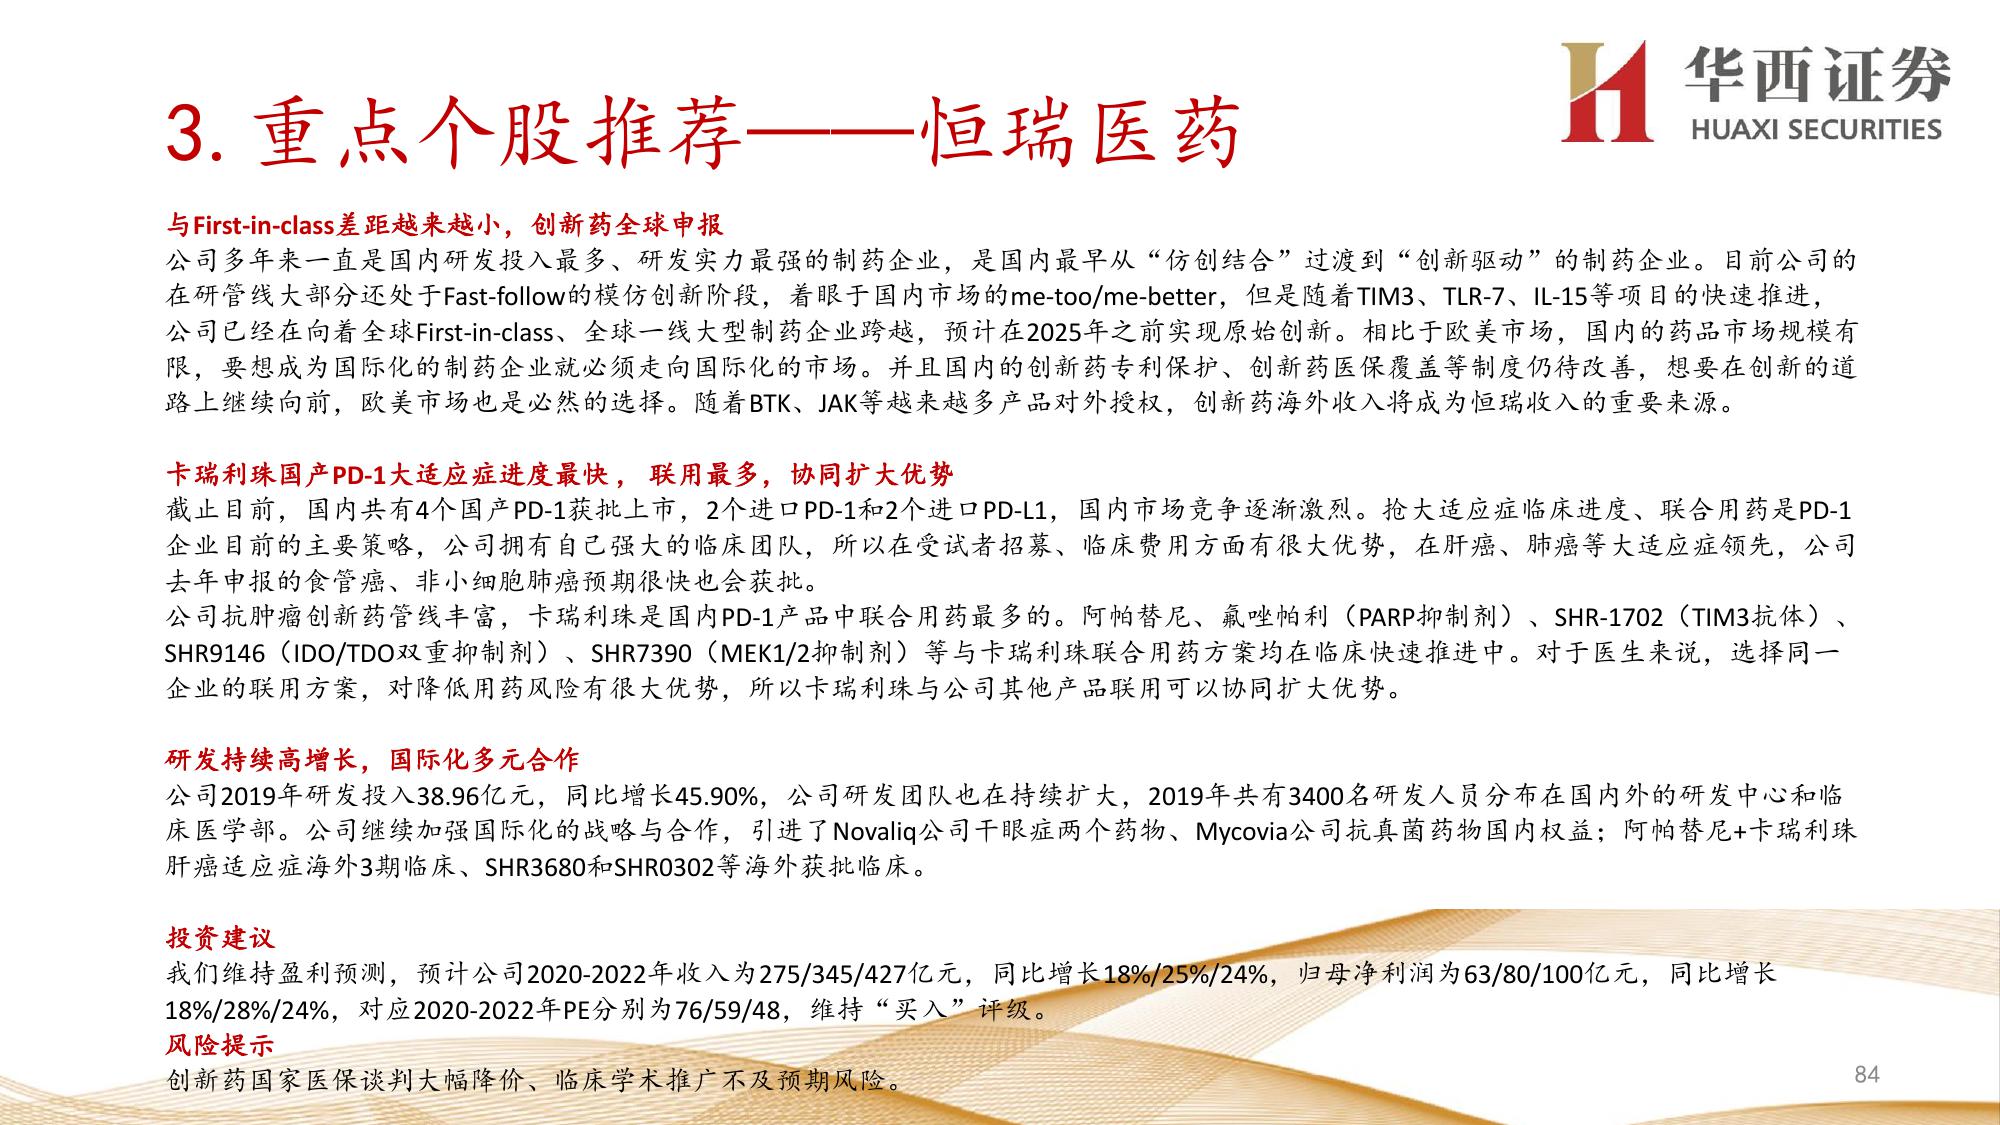 华西证券
HUAXI SECURITIES
3. 重点个股推荐——恒瑞医药
与First-in-class差距越来越小，创新药全球申报
公司多年来一直是国内研发投入最多、研发实力最强的制药企业，是国内最早从“仿创结合”过渡到“创新驱动”的制药企业。目前公司的
在研管线大部分还处于Fast-follow的模仿创新阶段，着眼于国内市场的me-too/me-better，但是随着TIM3、TLR-7、IL-15等项目的快速推进，
公司已经在向着全球First-in-class、全球一线大型制药企业跨越，预计在2025年之前实现原始创新。相比于欧美市场，国内的药品市场规模有
限，要想成为国际化的制药企业就必须走向国际化的市场。并且国内的创新药专利保护、创新药医保覆盖等制度仍待改善，想要在创新的道
路上继续向前，欧美市场也是必然的选择。随着BTK、JAK等越来越多产品对外授权，创新药海外收入将成为恒瑞收入的重要来源。
卡瑞利珠国产PD-1大适应症进度最快， 联用最多，协同扩大优势
截止目前，国内共有4个国产PD-1获批上市，2个进口PD-1和2个进口PD-L1，国内市场竞争逐渐激烈。抢大适应症临床进度、联合用药是PD-1
企业目前的主要策略，公司拥有自己强大的临床团队，所以在受试者招募、临床费用方面有很大优势，在肝癌、肺癌等大适应症领先，公司
去年申报的食管癌、非小细胞肺癌预期很快也会获批。
公司抗肿瘤创新药管线丰富，卡瑞利珠是国内PD-1产品中联合用药最多的。阿帕替尼、氟唑帕利（PARP抑制剂）、SHR-1702（TIM3抗体）、
SHR9146（IDO/TDO双重抑制剂）、SHR7390（MEK1/2抑制剂）等与卡瑞利珠联合用药方案均在临床快速推进中。对于医生来说，选择同一
企业的联用方案，对降低用药风险有很大优势，所以卡瑞利珠与公司其他产品联用可以协同扩大优势。
研发持续高增长，国际化多元合作
公司2019年研发投入38.96亿元，同比增长45.90%，公司研发团队也在持续扩大，2019年共有3400名研发人员分布在国内外的研发中心和临
床医学部。公司继续加强国际化的战略与合作，引进了Novaliq公司干眼症两个药物、Mycovia公司抗真菌药物国内权益；阿帕替尼+卡瑞利珠
肝癌适应症海外3期临床、SHR3680和SHR0302等海外获批临床。
投资建议
我们维持盈利预测，预计公司2020-2022年收入为275/345/427亿元，同比增长18%/25%/24%，归母净利润为63/80/100亿元，同比增长
18%/28%/24%，对应2020-2022年PE分别为76/59/48，维持“买入”评级。
风险提示
创新药国家医保谈判大幅降价、临床学术推广不及预期风险。
84